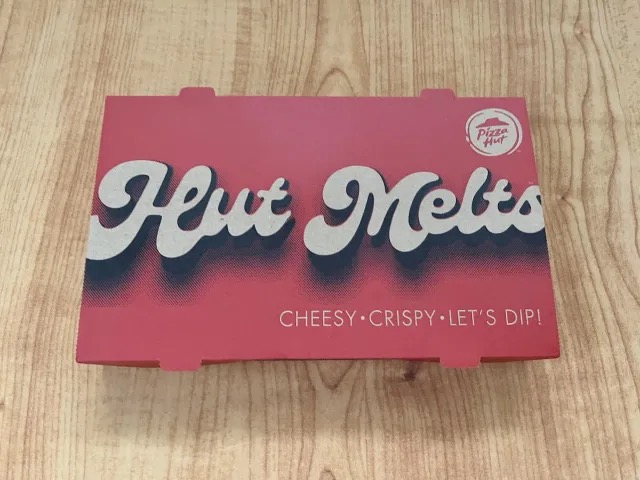 Pizza
Hut
Hut Melts
CHEESY • CRISPY • LET'S DIP!